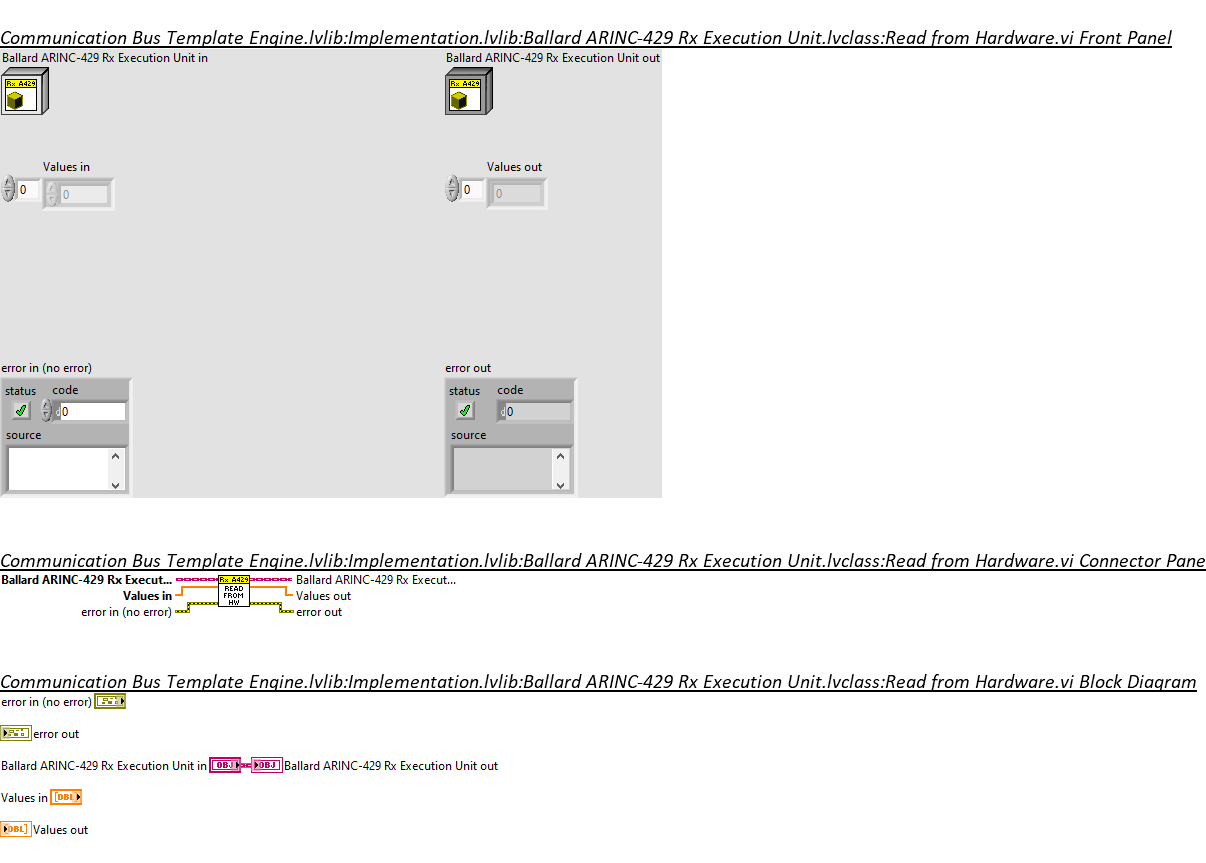 Communication Bus Template Engine.lvlib:Implementation.lvlib:Ballard ARINC-429 Rx Execution Unit.lvclass:Read from Hardware.vi Front Panel
Ballard ARINC-429 Rx Execution Unit in
Ballard ARINC-429 Rx Execution Unit out
Rx A429
Rx A429
Values in
Values out
0
0
0
0
error in (no error)
error out
status code
status code
d 0
d 0
source
source
Communication Bus Template Engine.lvlib:Implementation.lvlib:Ballard ARINC-429 Rx Execution Unit.lvclass:Read from Hardware.vi Connector Pane
Ballard ARINC-429 Rx Execut...
Rx A429
Ballard ARINC-429 Rx Execut...
Values in
READ
FROM
HW
Values out
error in (no error)
error out
Communication Bus Template Engine.lvlib:Implementation.lvlib:Ballard ARINC-429 Rx Execution Unit.lvclass:Read from Hardware.vi Block Diagram
error in (no error)
error out
Ballard ARINC-429 Rx Execution Unit in OBJ OBJ Ballard ARINC-429 Rx Execution Unit out
Values in [DBL]
[DBL] Values out